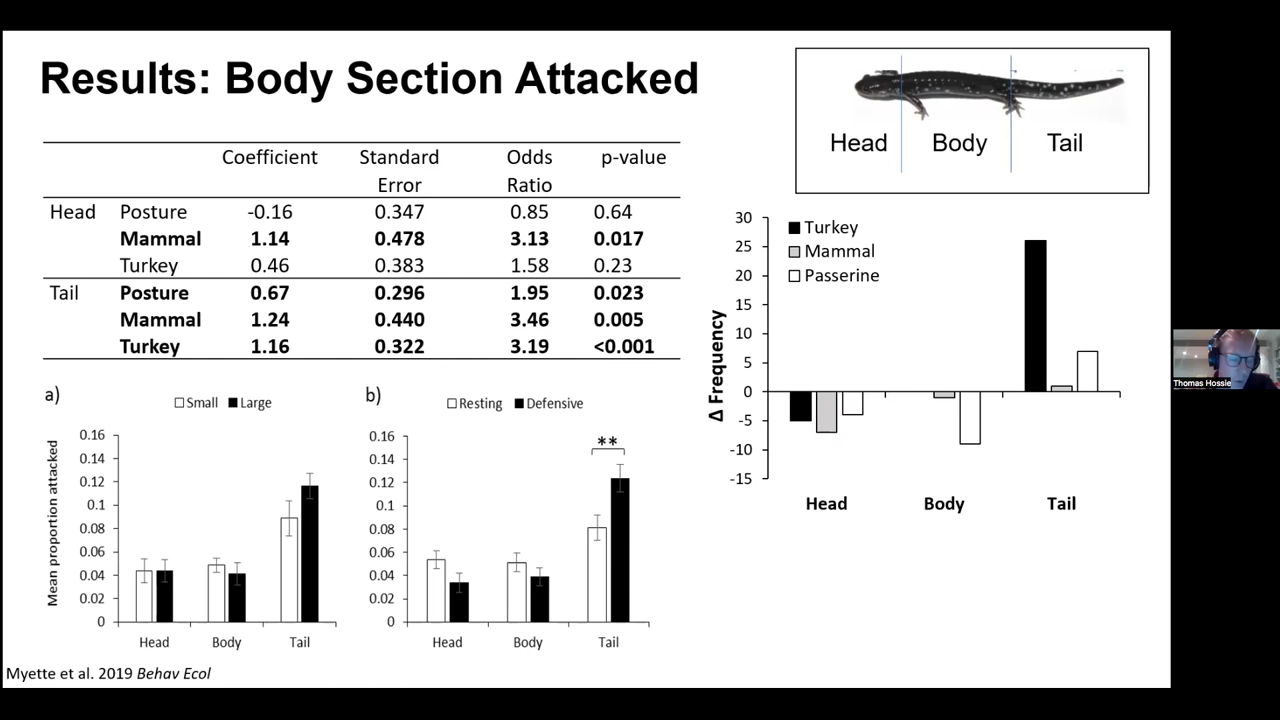 Results: Body Section Attacked
Head Body Tail
Coefficient Standard Error Odds Ratio p-value
Head Posture -0.16 0.347 0.85 0.64
Mammal 1.14 0.478 3.13 0.017
Turkey 0.46 0.383 1.58 0.23
Tail Posture 0.67 0.296 1.95 0.023
Mammal 1.24 0.440 3.46 0.005
Turkey 1.16 0.322 3.19 <0.001
a)
Small Large
Mean proportion attacked
0.16
0.14
0.12
0.1
0.08
0.06
0.04
0.02
0
Head Body Tail
b)
Resting Defensive
**
0.16
0.14
0.12
0.1
0.08
0.06
0.04
0.02
0
Head Body Tail
Turkey
Mammal
Passerine
Δ Frequency
30
25
20
15
10
5
0
-5
-10
-15
Head Body Tail
Myette et al. 2019 Behav Ecol
Thomas Hossie